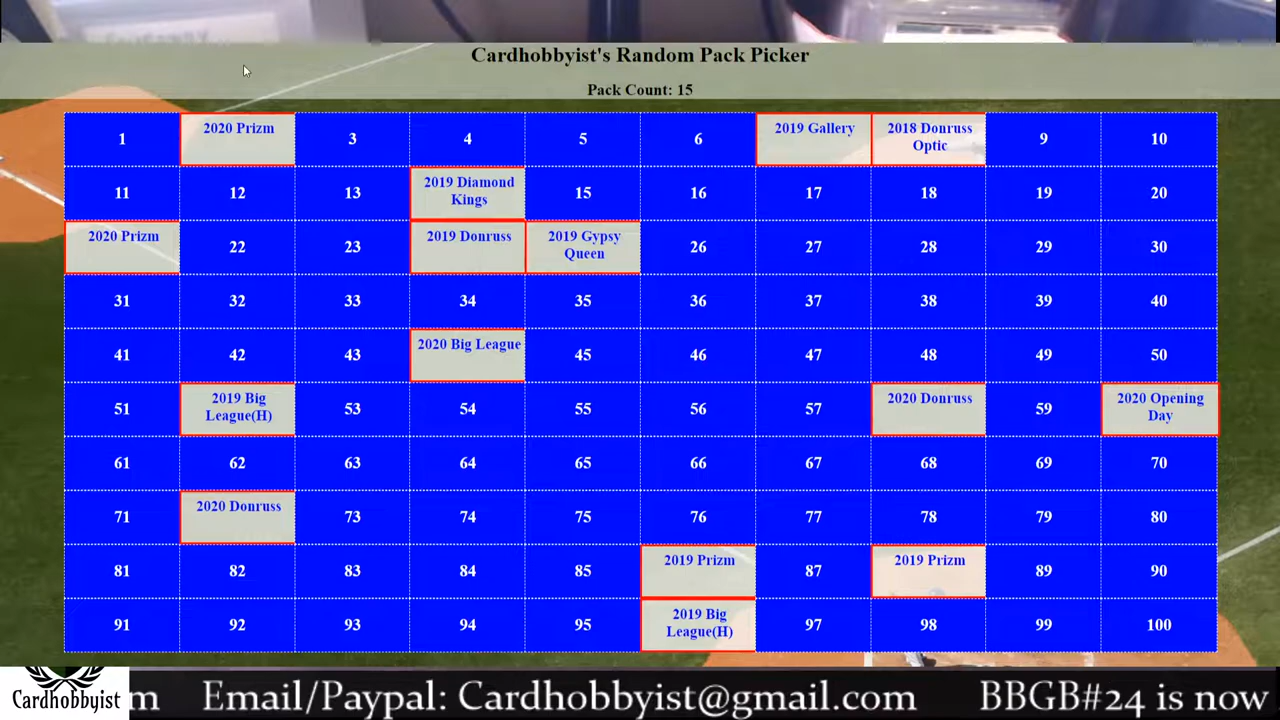 Cardhobbyist's Random Pack Picker
Pack Count: 15
1 2020 Prizm 3 4 5 6 2019 Gallery 2018 Donruss Optic 9 10
11 12 13 2019 Diamond Kings 15 16 17 18 19 20
2020 Prizm 22 23 2019 Donruss 2019 Gypsy Queen 26 27 28 29 30
31 32 33 34 35 36 37 38 39 40
41 42 43 2020 Big League 45 46 47 48 49 50
51 2019 Big League(H) 53 54 55 56 57 2020 Donruss 59 2020 Opening Day
61 62 63 64 65 66 67 68 69 70
71 2020 Donruss 73 74 75 76 77 78 79 80
81 82 83 84 85 2019 Prizm 87 2019 Prizm 89 90
91 92 93 94 95 2019 Big League(H) 97 98 99 100
Cardhobbyist
m Email/Paypal: Cardhobbyist@gmail.com BBGB#24 is now